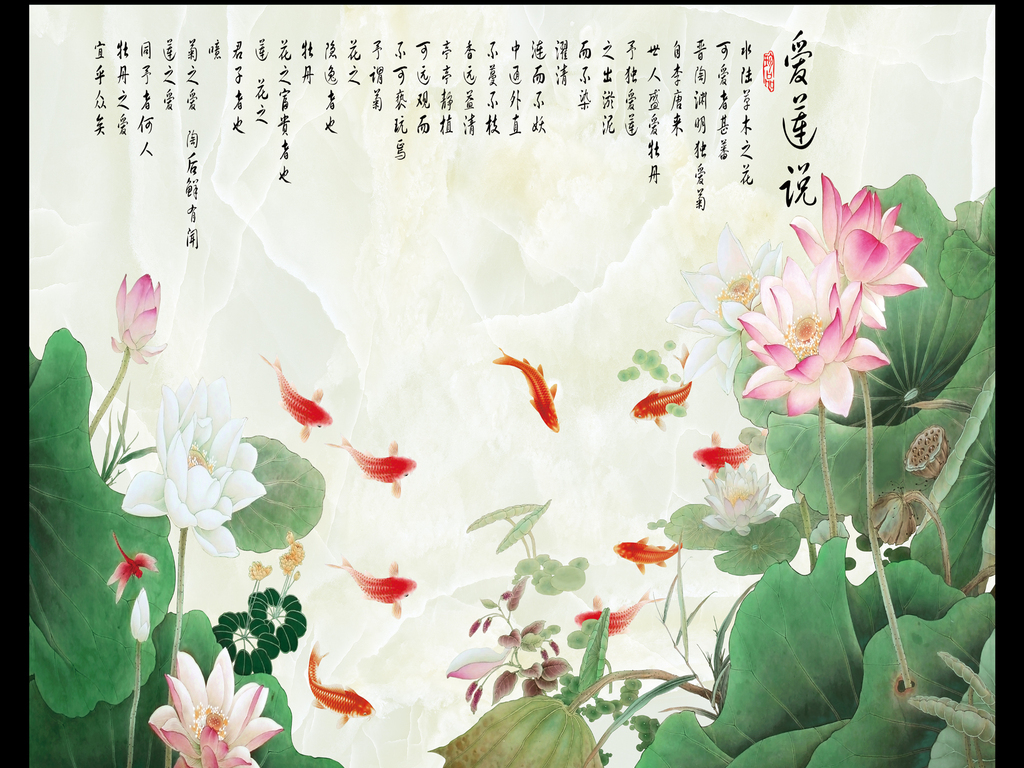 爱莲说
水陆草木之花
可爱者甚蕃
晋陶渊明独爱菊
自李唐来
世人盛爱牡丹
予独爱莲
之出淤泥
而不染
濯清
涟而不妖
中通外直
不蔓不枝
香远益清
亭亭静植
可远观而
不可亵玩焉
予谓菊
花之
隐逸者也
牡丹
花之富贵者也
莲 花之
君子者也
噫
菊之爱 陶后鲜有闻
莲之爱
同予者何人
牡丹之爱
宜乎众矣